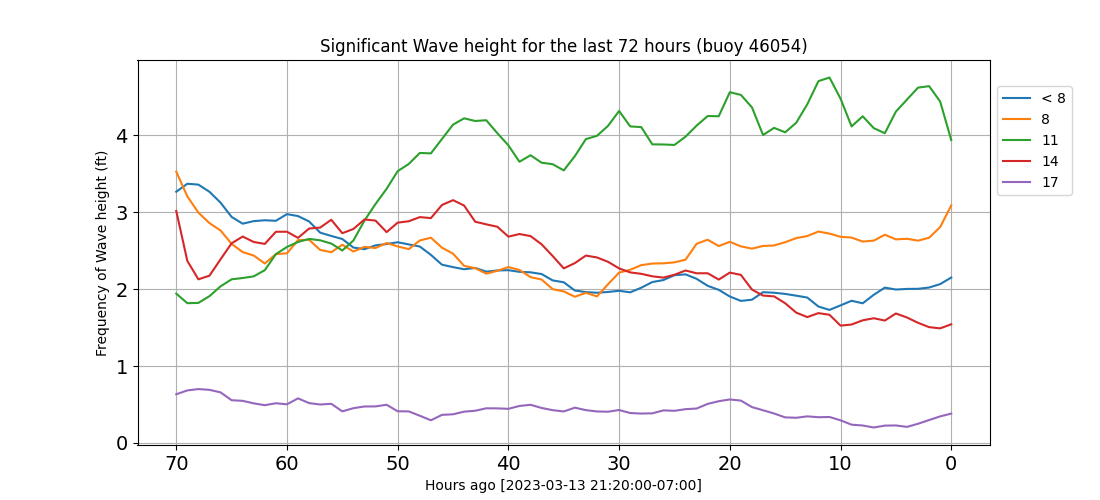 Significant Wave height for the last 72 hours (buoy 46054)
Frequency of Wave height (ft)
4
3
2
1
0
70 60 50 40 30 20 10 0
Hours ago [2023-03-13 21:20:00-07:00]
< 8
8
11
14
17